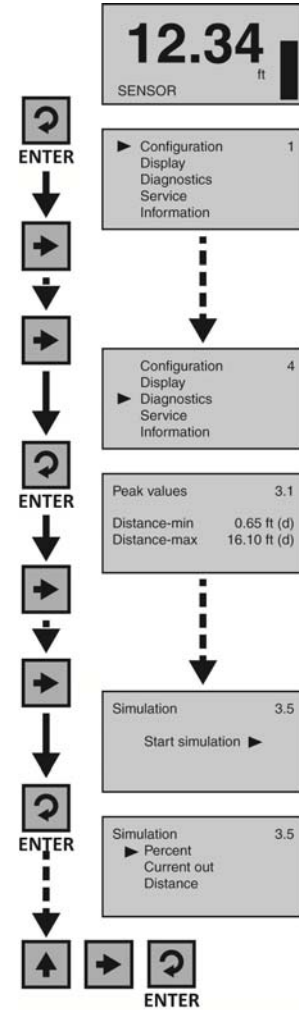 12.34
ft
SENSOR
ENTER
Configuration 1
Display
Diagnostics
Service
Information
Configuration 4
Display
Diagnostics
Service
Information
ENTER
Peak values 3.1
Distance-min 0.65 ft (d)
Distance-max 16.10 ft (d)
Simulation 3.5
Start simulation
ENTER
Simulation 3.5
Percent
Current out
Distance
ENTER